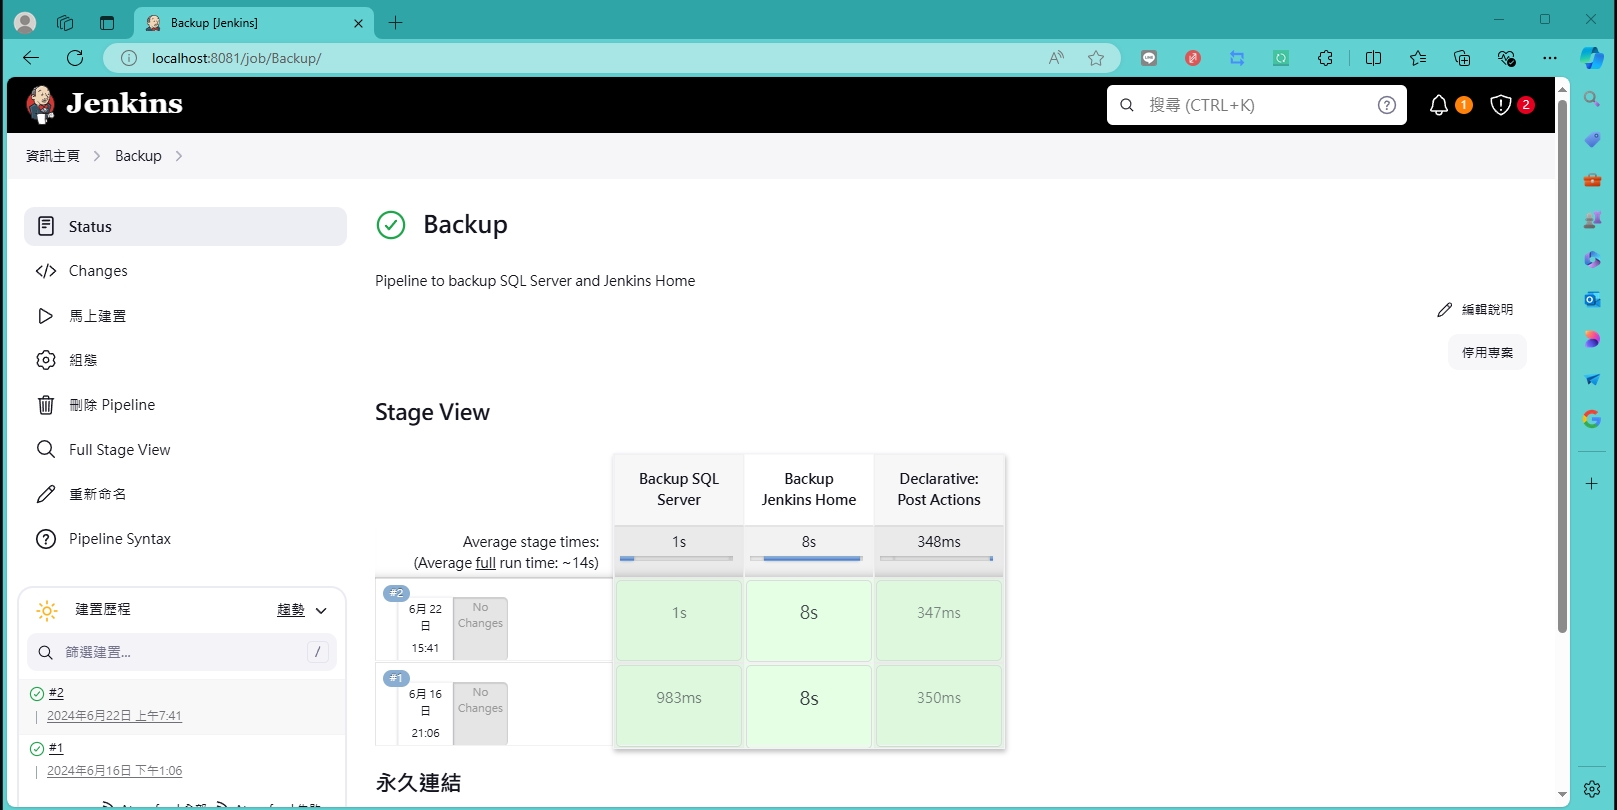 Backup [Jenkins]
localhost:8081/job/Backup/
Jenkins
搜尋 (CTRL+K)
1
2
資訊主頁
Backup
Status
Changes
馬上建置
組態
刪除 Pipeline
Full Stage View
重新命名
Pipeline Syntax
建置歷程
趨勢
篩選建置...
/
#2
2024年6月22日 上午7:41
#1
2024年6月16日 下午1:06
Backup
Pipeline to backup SQL Server and Jenkins Home
編輯說明
停用專案
Stage View
Backup SQL
Server
Backup
Jenkins Home
Declarative:
Post Actions
Average stage times:
(Average full run time: ~14s)
1s
8s
348ms
#2
6月 22
日
15:41
No
Changes
1s
8s
347ms
#1
6月 16
日
21:06
No
Changes
983ms
8s
350ms
永久連結